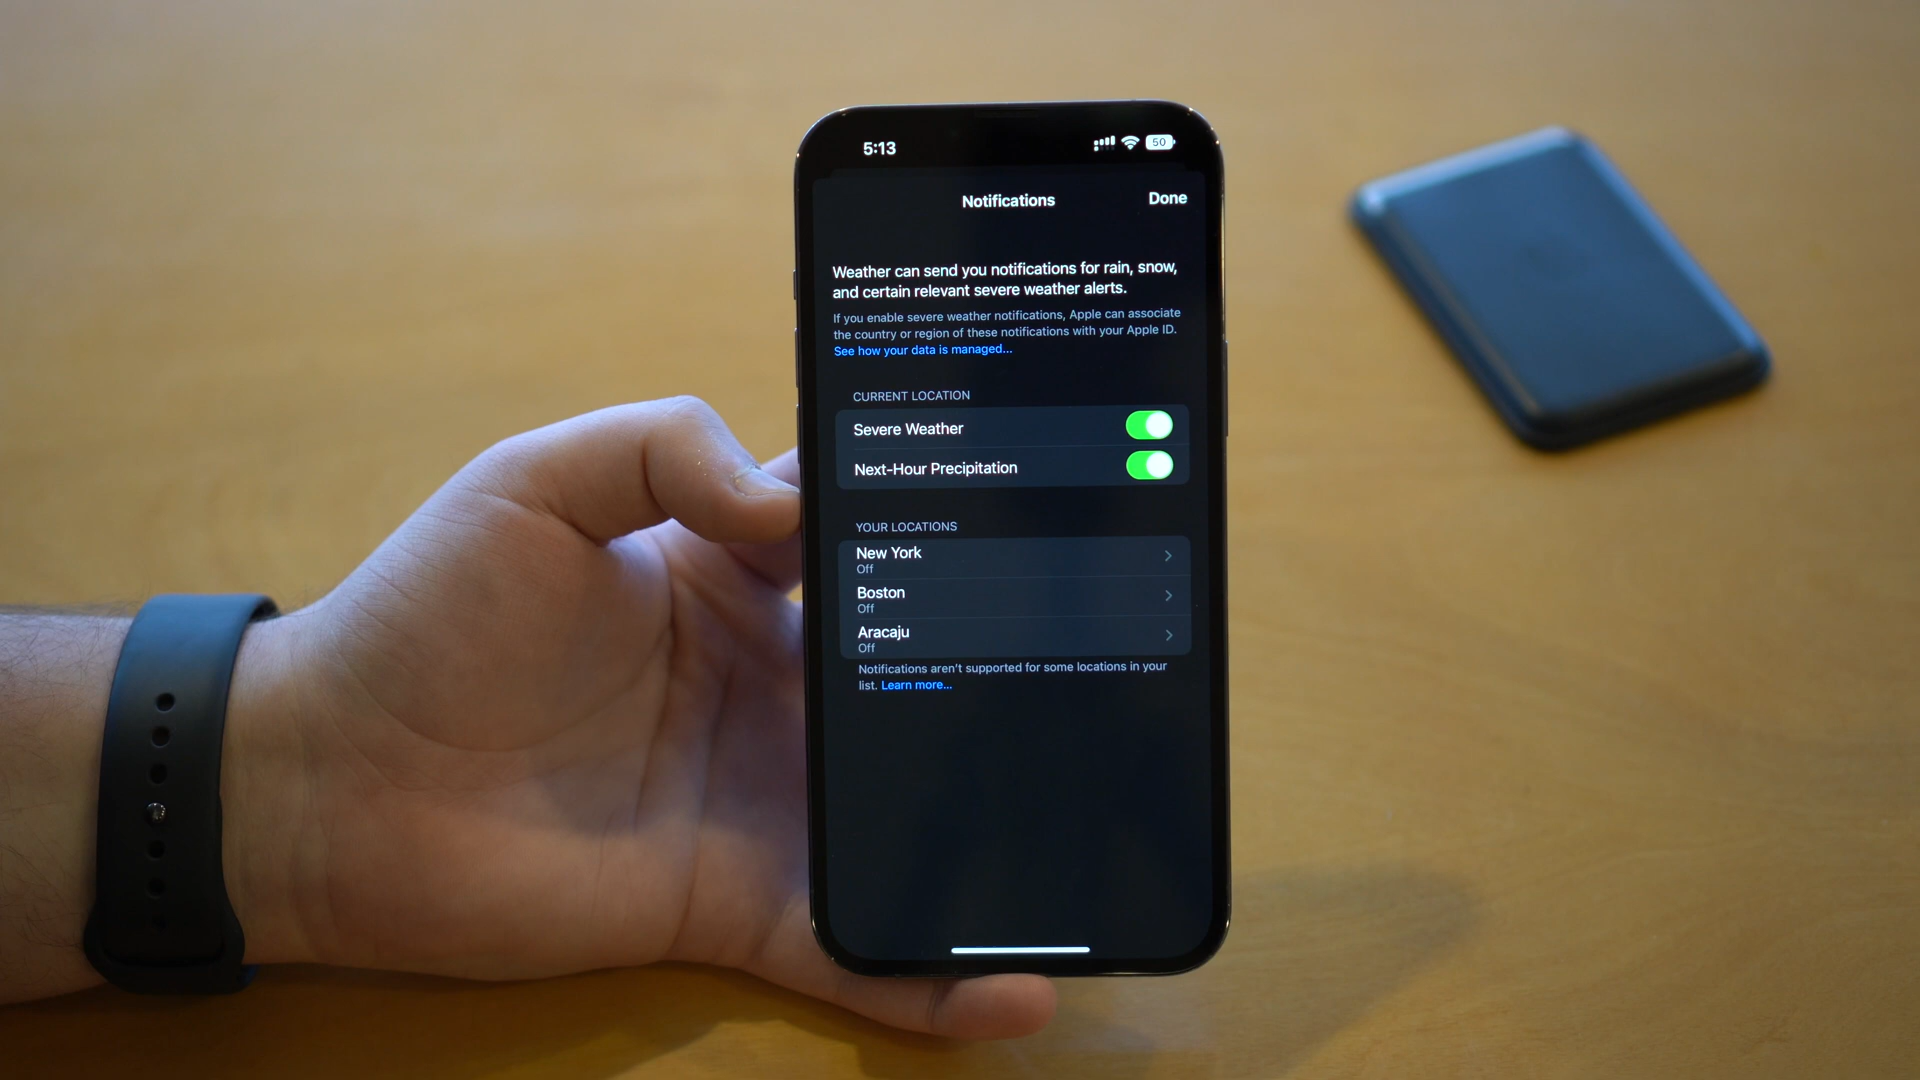 5:13
50
Notifications
Done
Weather can send you notifications for rain, snow,
and certain relevant severe weather alerts.
If you enable severe weather notifications, Apple can associate
the country or region of these notifications with your Apple ID.
See how your data is managed...
CURRENT LOCATION
Severe Weather
Next-Hour Precipitation
YOUR LOCATIONS
New York
Off
Boston
Off
Aracaju
Off
Notifications aren't supported for some locations in your
list. Learn more...